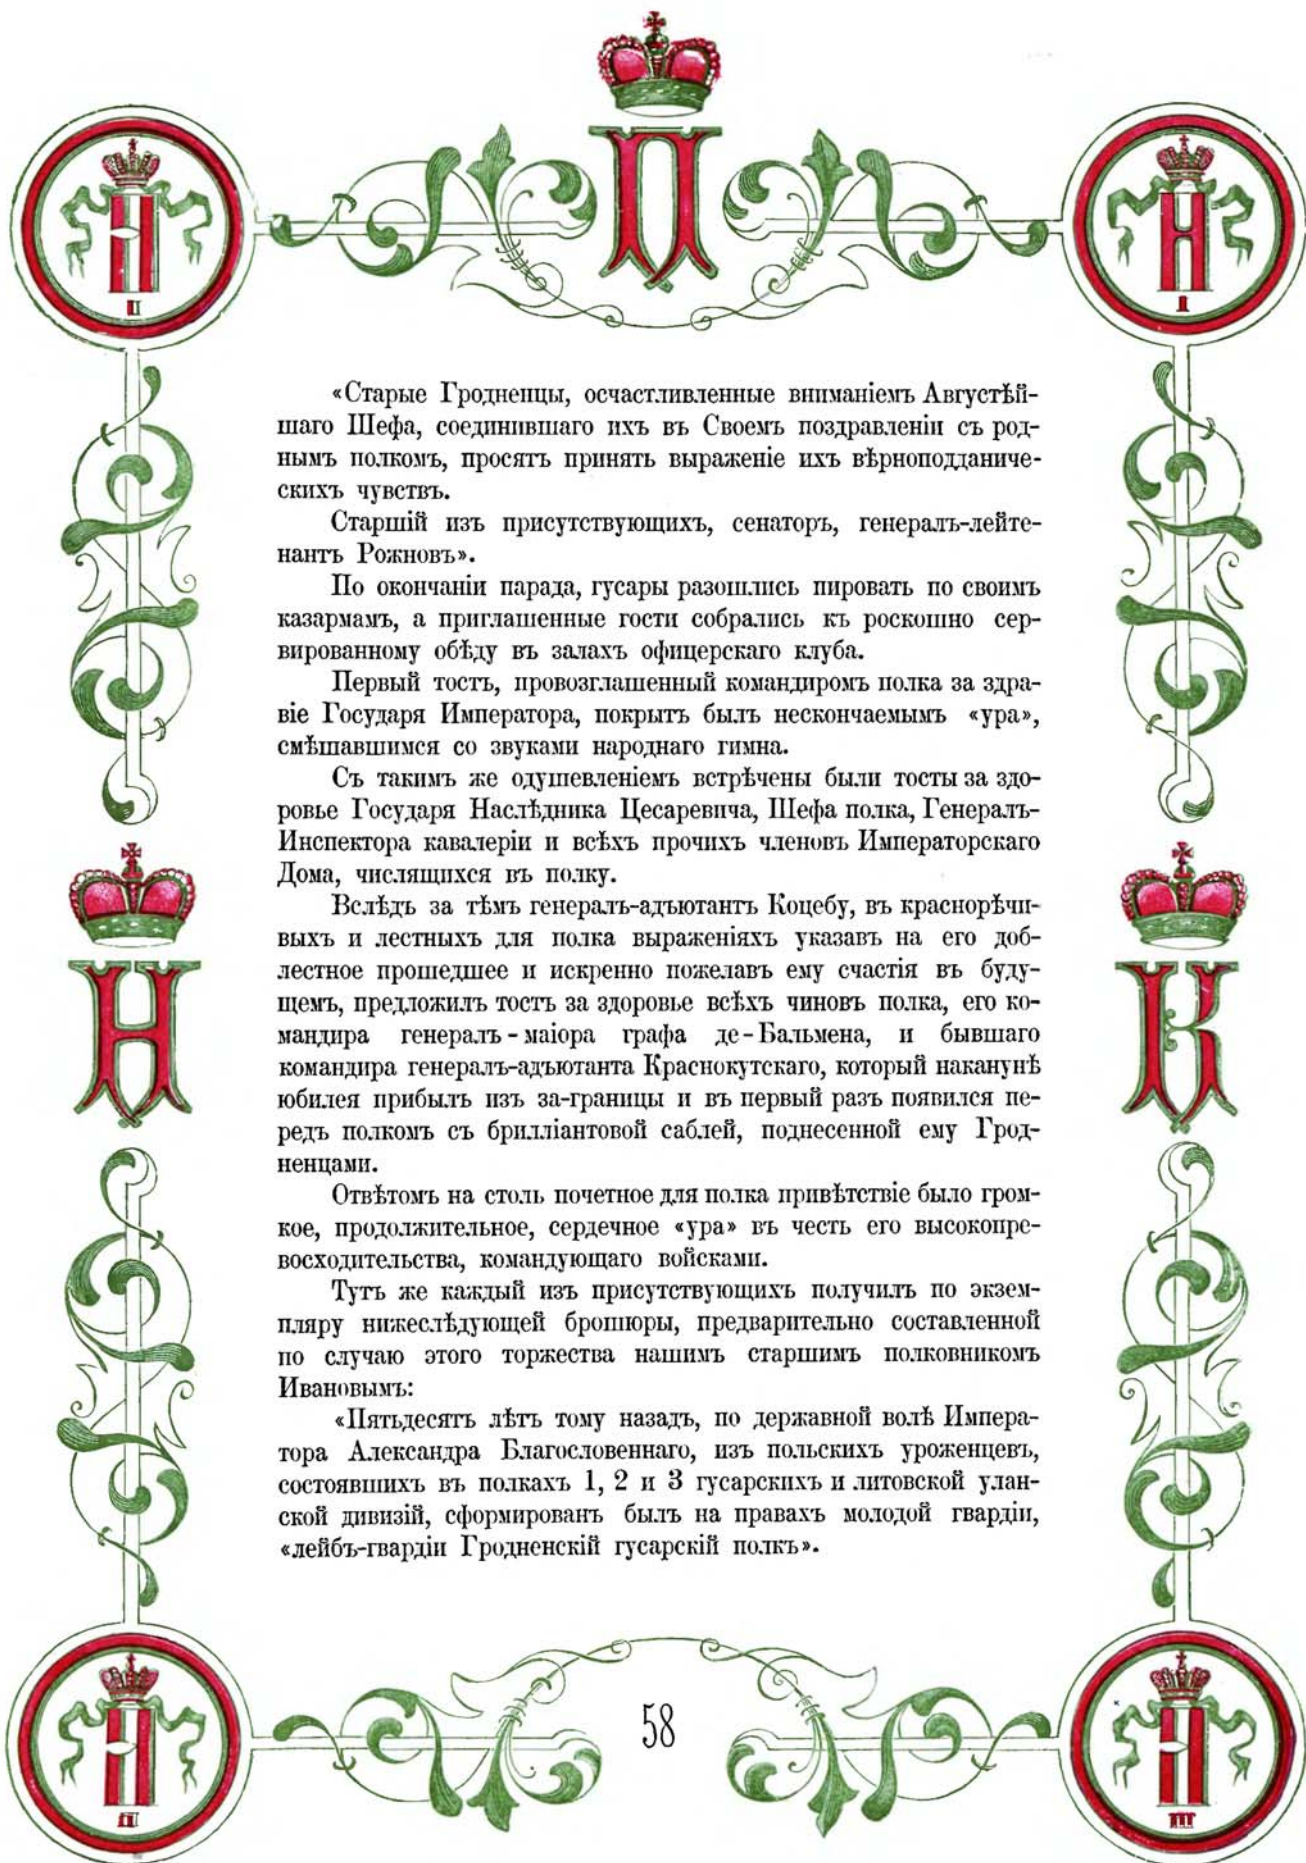 П
II
I
«Старые Гродненцы, осчастливленные вниманіемъ Августѣй-
шаго Шефа, соединившаго ихъ въ Своемъ поздравленіи съ род-
нымъ полкомъ, просятъ принять выраженіе ихъ вѣрноподданиче-
скихъ чувствъ.
Старшій изъ присутствующихъ, сенаторъ, генералъ-лейте-
нантъ Рожновъ».
По окончаніи парада, гусары разошлись пировать по своимъ
казармамъ, а приглашенные гости собрались къ роскошно сер-
вированному обѣду въ залахъ офицерскаго клуба.
Первый тостъ, провозглашенный командиромъ полка за здра-
віе Государя Императора, покрытъ былъ нескончаемымъ «ура»,
смѣшавшимся со звуками народнаго гимна.
Съ такимъ же одушевленіемъ встрѣчены были тосты за здо-
ровье Государя Наслѣдника Цесаревича, Шефа полка, Генералъ-
Инспектора кавалеріи и всѣхъ прочихъ членовъ Императорскаго
Дома, числящихся въ полку.
Вслѣдъ за тѣмъ генералъ-адъютантъ Коцебу, въ краснорѣчи-
выхъ и лестныхъ для полка выраженіяхъ указавъ на его доб-
лестное прошедшее и искренно пожелавъ ему счастія въ буду-
щемъ, предложилъ тостъ за здоровье всѣхъ чиновъ полка, его ко-
мандира генералъ-маіора графа де-Бальмена, и бывшаго
командира генералъ-адъютанта Краснокутскаго, который наканунѣ
юбилея прибылъ изъ за-границы и въ первый разъ появился пе-
редъ полкомъ съ брилліантовой саблей, поднесенной ему Грод-
ненцами.
Отвѣтомъ на столь почетное для полка привѣтствіе было гром-
кое, продолжительное, сердечное «ура» въ честь его высокопре-
восходительства, командующаго войсками.
Тутъ же каждый изъ присутствующихъ получилъ по экзем-
пляру нижеслѣдующей брошюры, предварительно составленной
по случаю этого торжества нашимъ старшимъ полковникомъ
Ивановымъ:
«Пятьдесятъ лѣтъ тому назадъ, по державной волѣ Импера-
тора Александра Благословеннаго, изъ польскихъ уроженцевъ,
состоявшихъ въ полкахъ 1, 2 и 3 гусарскихъ и литовской улан-
ской дивизій, сформированъ былъ на правахъ молодой гвардіи,
«лейбъ-гвардіи Гродненскій гусарскій полкъ».
Н
К
58
III